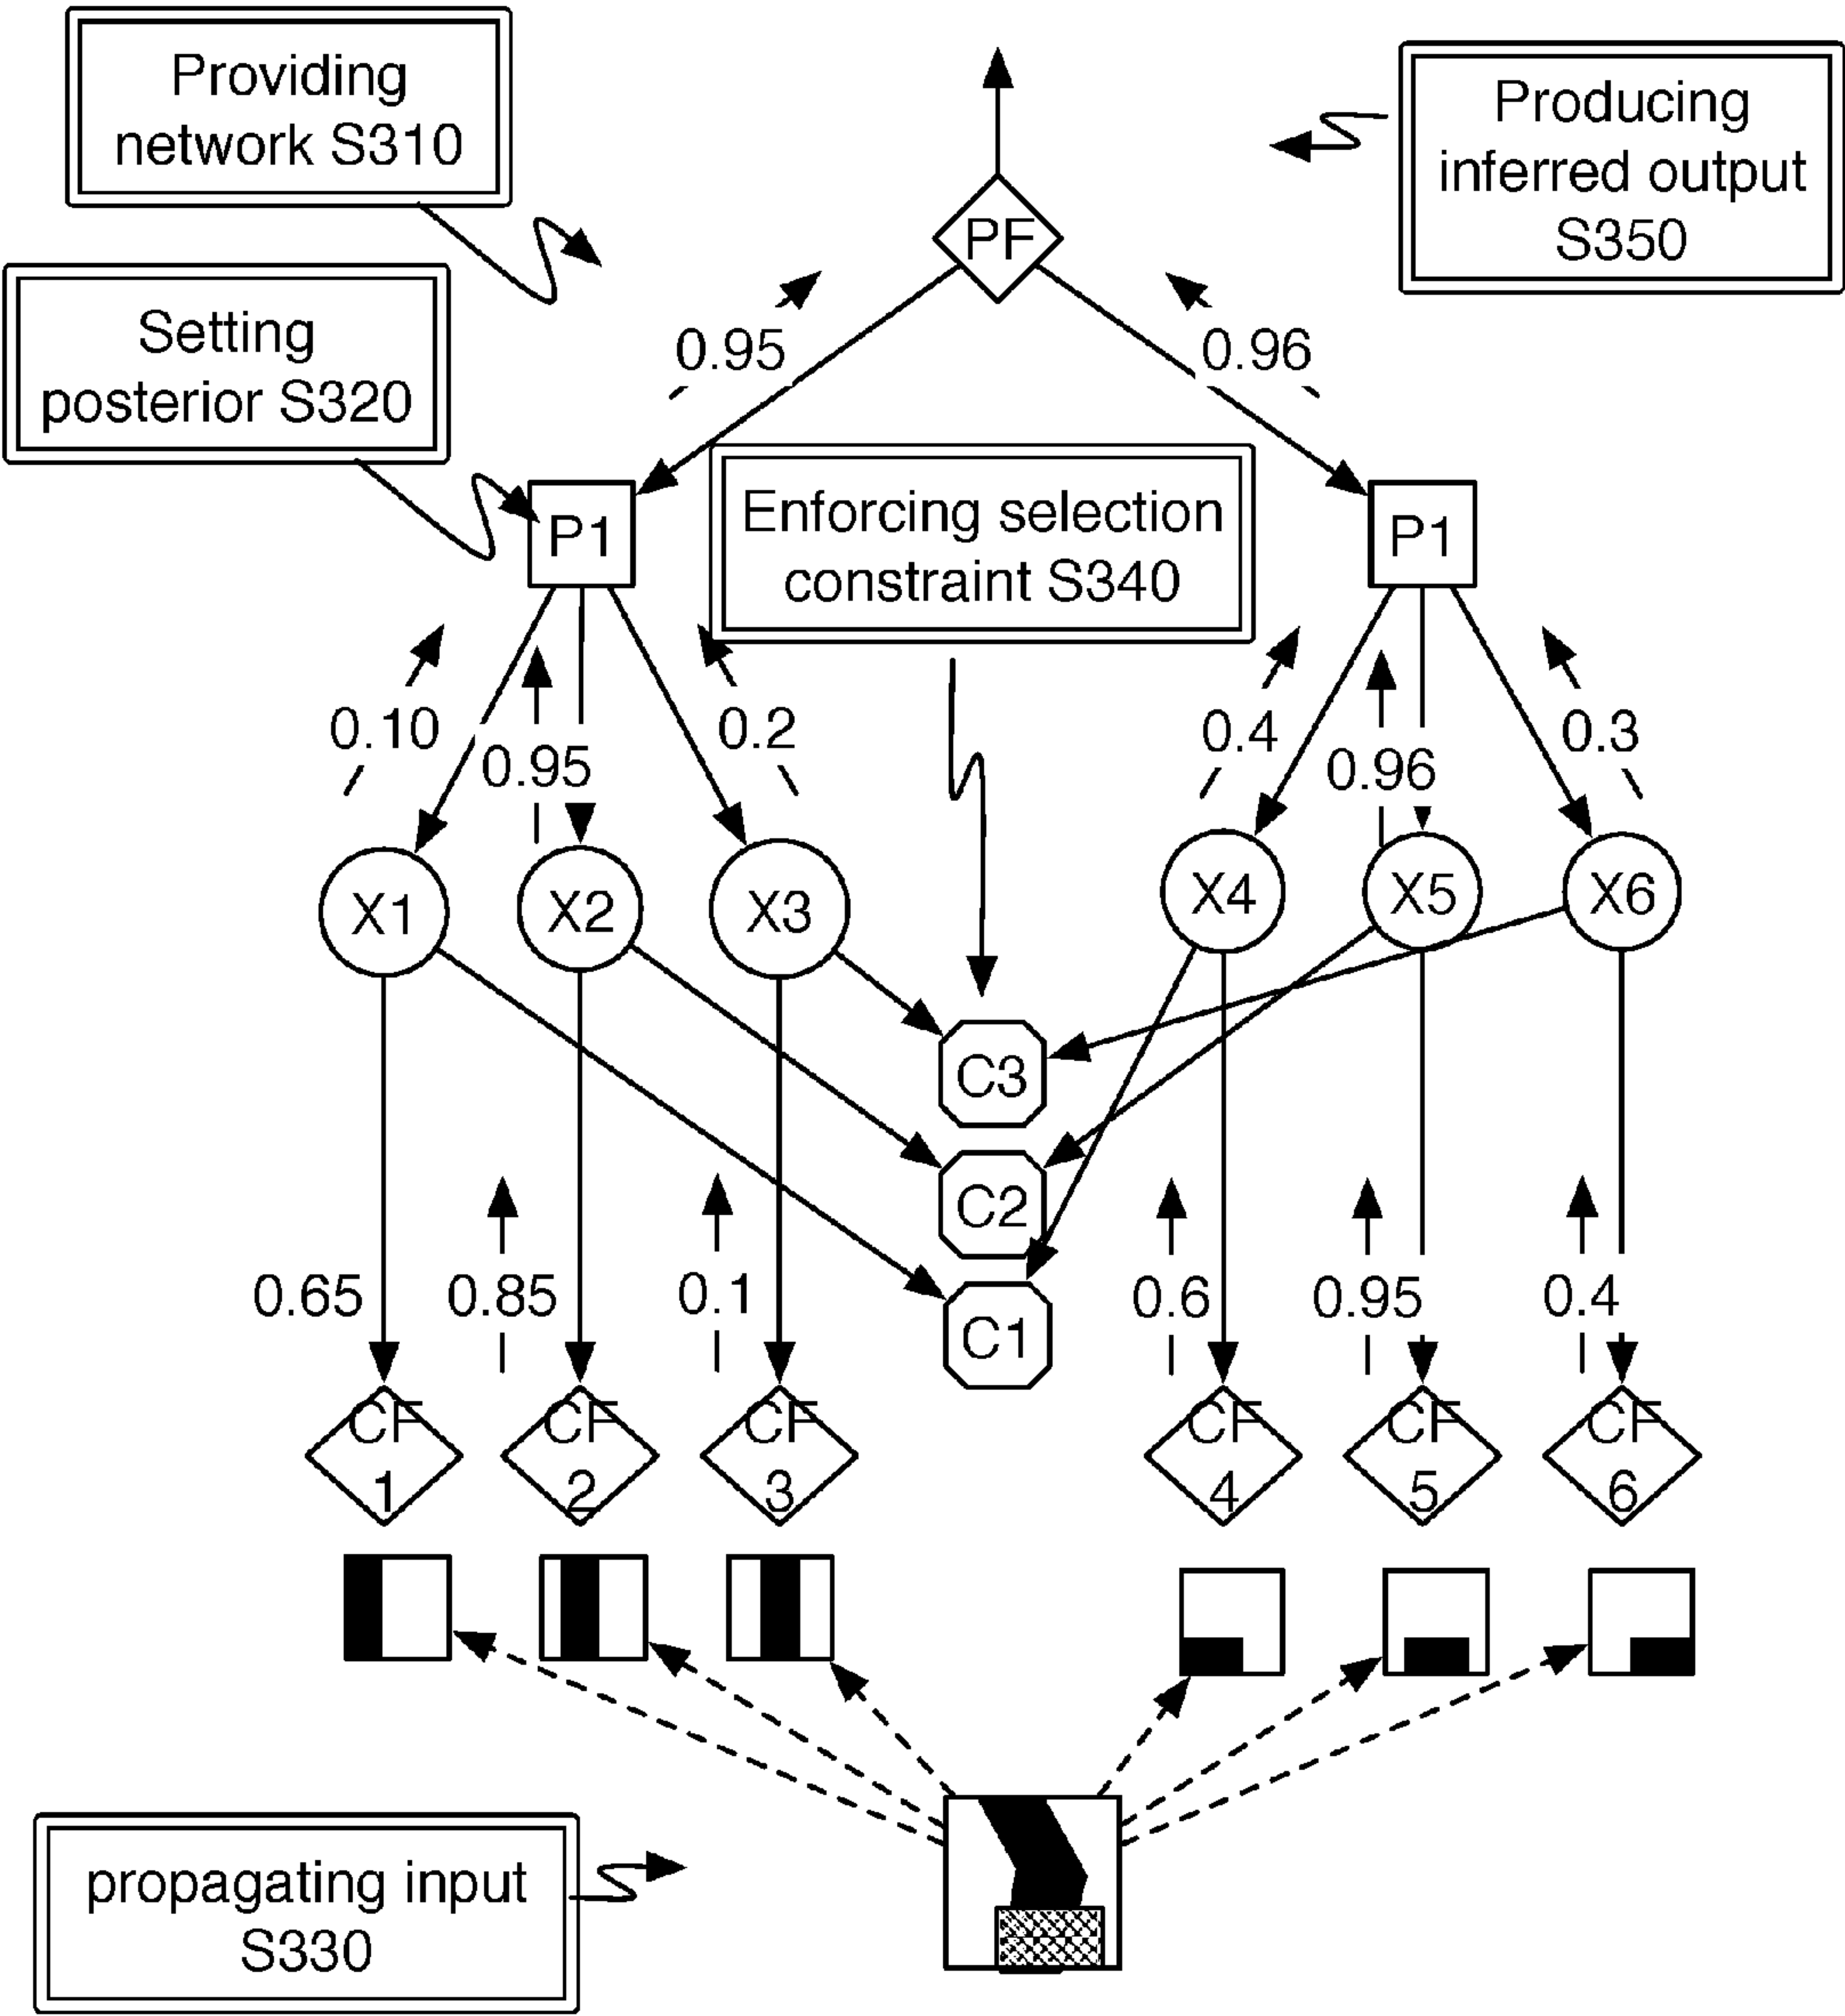 Providing
network S310
Producing
inferred output
S350
PF
Setting
posterior S320
0.95
0.96
P1
Enforcing selection
constraint S340
P1
0.10
0.95
0.2
0.4
0.96
0.3
X1
X2
X3
X4
X5
X6
C3
C2
C1
0.65
0.85
0.1
0.6
0.95
0.4
CF
1
CF
2
CF
3
CF
4
CF
5
CF
6
propagating input
S330